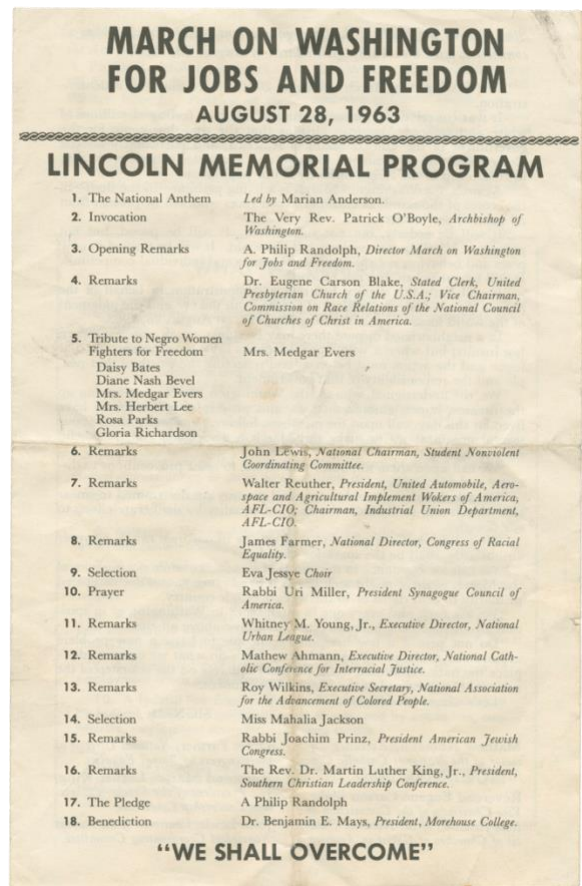 MARCH ON WASHINGTON
FOR JOBS AND FREEDOM
AUGUST 28, 1963
LINCOLN MEMORIAL PROGRAM
1. The National Anthem Led by Marian Anderson.
2. Invocation The Very Rev. Patrick O'Boyle, Archbishop of
Washington.
3. Opening Remarks A. Philip Randolph, Director March on Washington
for Jobs and Freedom.
4. Remarks Dr. Eugene Carson Blake, Stated Clerk, United
Presbyterian Church of the U.S.A.; Vice Chairman,
Commission on Race Relations of the National Council
of Churches of Christ in America.
5. Tribute to Negro Women
Fighters for Freedom Mrs. Medgar Evers
Daisy Bates
Diane Nash Bevel
Mrs. Medgar Evers
Mrs. Herbert Lee
Rosa Parks
Gloria Richardson
6. Remarks John Lewis, National Chairman, Student Nonviolent
Coordinating Committee.
7. Remarks Walter Reuther, President, United Automobile, Aero-
space and Agricultural Implement Wokers of America,
AFL-CIO; Chairman, Industrial Union Department,
AFL-CIO.
8. Remarks James Farmer, National Director, Congress of Racial
Equality.
9. Selection Eva Jessye Choir
10. Prayer Rabbi Uri Miller, President Synagogue Council of
America.
11. Remarks Whitney M. Young, Jr., Executive Director, National
Urban League.
12. Remarks Mathew Ahmann, Executive Director, National Cath-
olic Conference for Interracial Justice.
13. Remarks Roy Wilkins, Executive Secretary, National Association
for the Advancement of Colored People.
14. Selection Miss Mahalia Jackson
15. Remarks Rabbi Joachim Prinz, President American Jewish
Congress.
16. Remarks The Rev. Dr. Martin Luther King, Jr., President,
Southern Christian Leadership Conference.
17. The Pledge A Philip Randolph
18. Benediction Dr. Benjamin E. Mays, President, Morehouse College.
"WE SHALL OVERCOME"